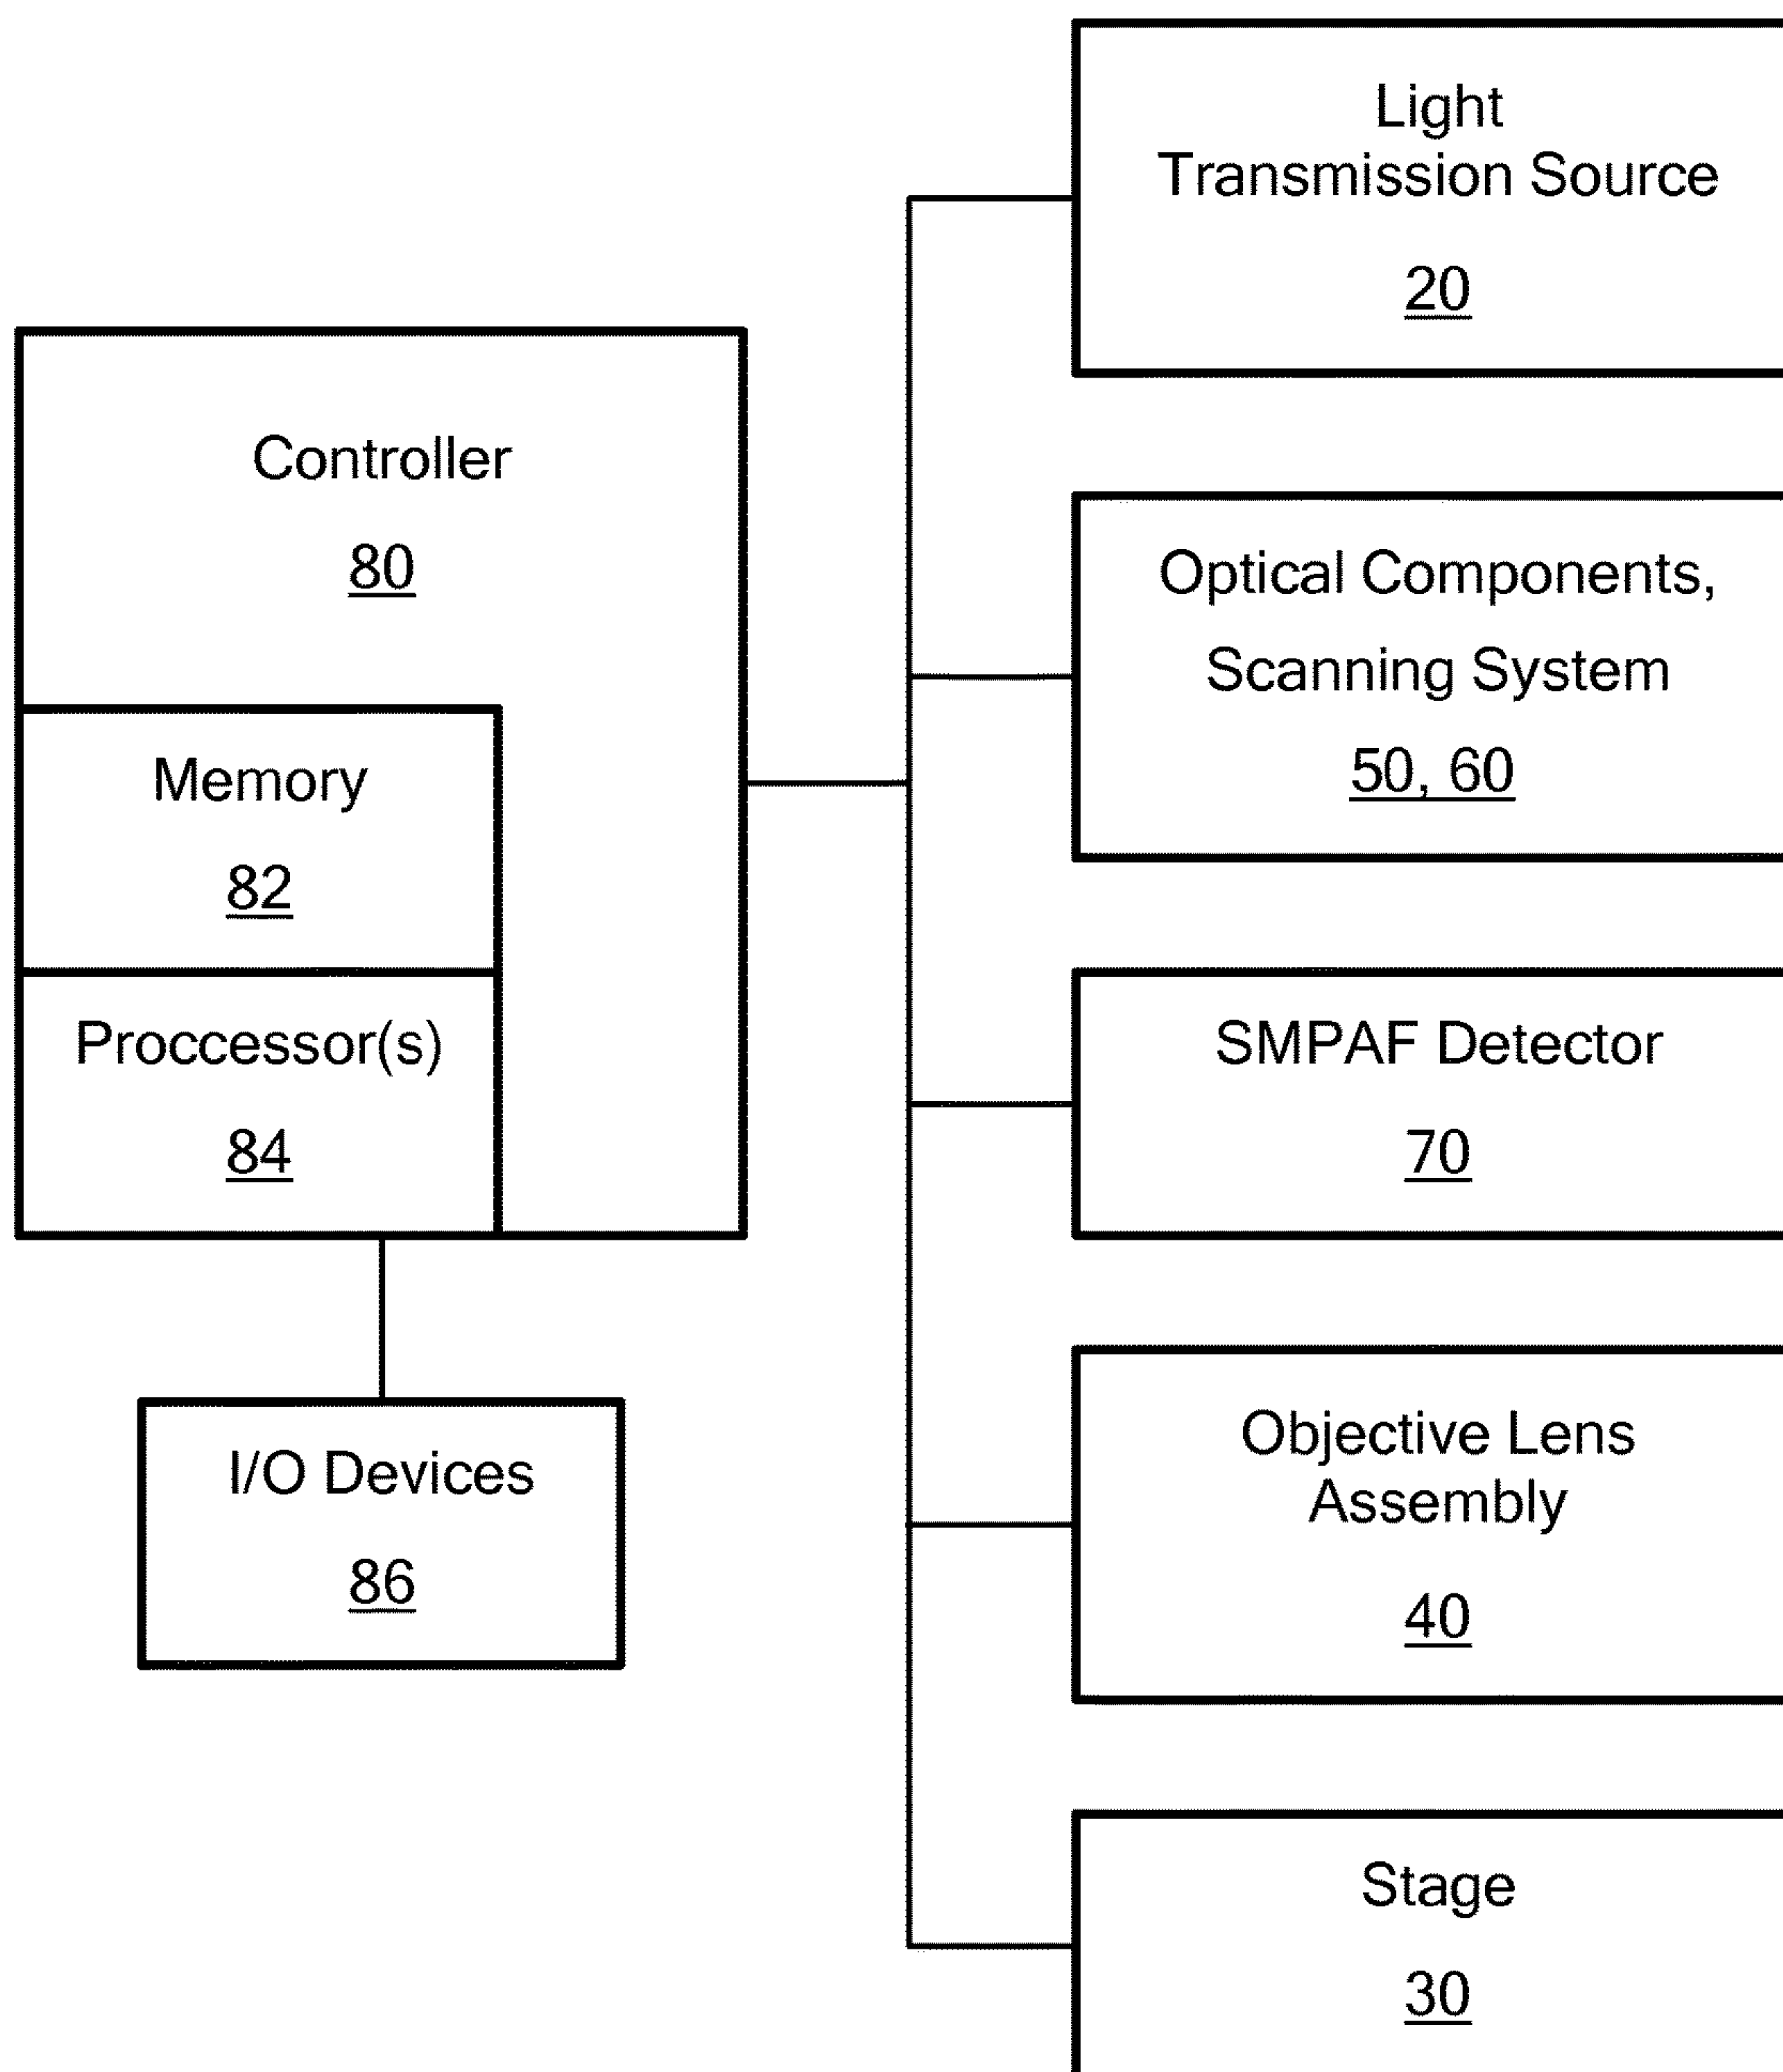 Light
Transmission Source
20
Controller
80
Optical Components,
Scanning System
50, 60
Memory
82
Proccessor(s)
84
SMPAF Detector
70
I/O Devices
86
Objective Lens
Assembly
40
Stage
30